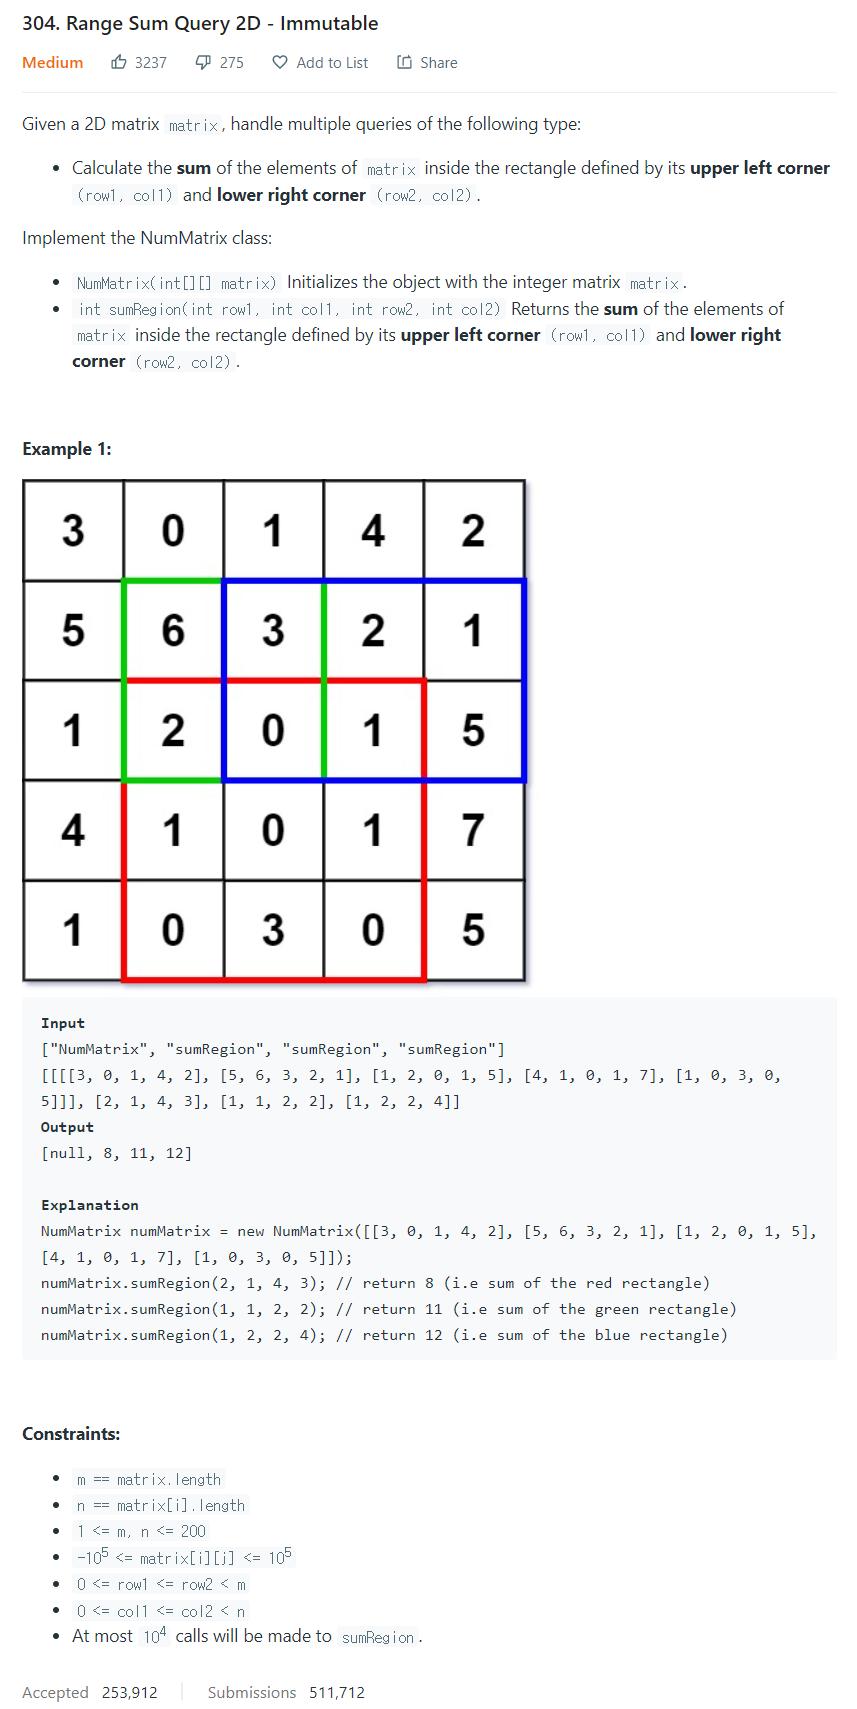 304. Range Sum Query 2D - Immutable
Medium 3237 275 Add to List Share
Given a 2D matrix matrix, handle multiple queries of the following type:
• Calculate the sum of the elements of matrix inside the rectangle defined by its upper left corner
(row1, col1) and lower right corner (row2, col2).
Implement the NumMatrix class:
• NumMatrix(int[][] matrix) Initializes the object with the integer matrix matrix.
• int sumRegion(int row1, int col1, int row2, int col2) Returns the sum of the elements of
matrix inside the rectangle defined by its upper left corner (row1, col1) and lower right
corner (row2, col2).
Example 1:
3 0 1 4 2
5 6 3 2 1
1 2 0 1 5
4 1 0 1 7
1 0 3 0 5
Input
["NumMatrix", "sumRegion", "sumRegion", "sumRegion"]
[[[[3, 0, 1, 4, 2], [5, 6, 3, 2, 1], [1, 2, 0, 1, 5], [4, 1, 0, 1, 7], [1, 0, 3, 0,
5]]], [2, 1, 4, 3], [1, 1, 2, 2], [1, 2, 2, 4]]
Output
[null, 8, 11, 12]
Explanation
NumMatrix numMatrix = new NumMatrix([[3, 0, 1, 4, 2], [5, 6, 3, 2, 1], [1, 2, 0, 1, 5],
[4, 1, 0, 1, 7], [1, 0, 3, 0, 5]]);
numMatrix.sumRegion(2, 1, 4, 3); // return 8 (i.e sum of the red rectangle)
numMatrix.sumRegion(1, 1, 2, 2); // return 11 (i.e sum of the green rectangle)
numMatrix.sumRegion(1, 2, 2, 4); // return 12 (i.e sum of the blue rectangle)
Constraints:
• m == matrix.length
• n == matrix[i].length
• 1 <= m, n <= 200
• -10⁵ <= matrix[i][j] <= 10⁵
• 0 <= row1 <= row2 < m
• 0 <= col1 <= col2 < n
• At most 10⁴ calls will be made to sumRegion.
Accepted 253,912 Submissions 511,712